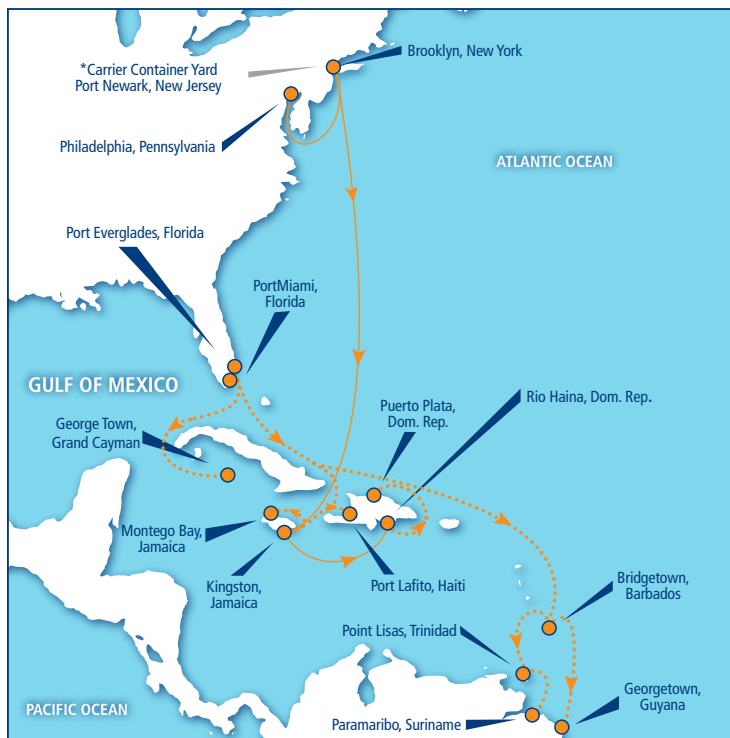 Brooklyn, New York
*Carrier Container Yard
Port Newark, New Jersey
Philadelphia, Pennsylvania
ATLANTIC OCEAN
Port Everglades, Florida
PortMiami,
Florida
GULF OF MEXICO
Rio Haina, Dom. Rep.
Puerto Plata,
Dom. Rep.
George Town,
Grand Cayman
Montego Bay,
Jamaica
Kingston,
Jamaica
Port Lafito, Haiti
Bridgetown,
Barbados
Point Lisas, Trinidad
Georgetown,
Guyana
PACIFIC OCEAN
Paramaribo, Suriname